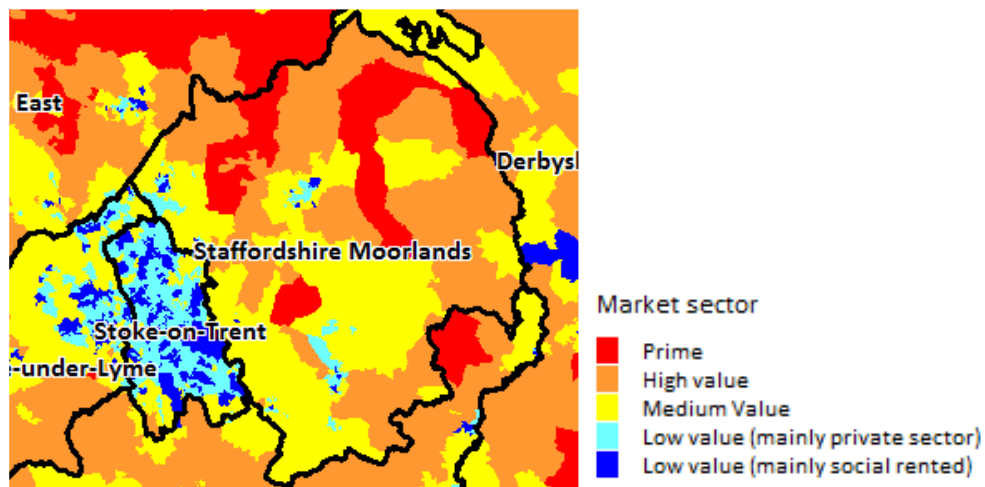 East
Derbysl
Staffordshire Moorlands
Stoke-on-Trent
-under-Lyme
Market sector
Prime
High value
Medium Value
Low value (mainly private sector)
Low value (mainly social rented)